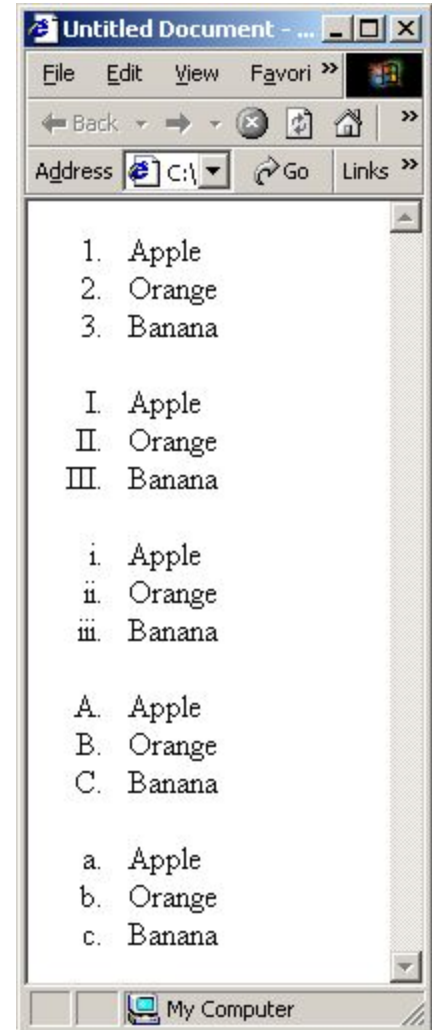 Untitled Document - ...
File Edit View Favori »
Back »
Address C:\ Go Links »
1. Apple
2. Orange
3. Banana
I. Apple
II. Orange
III. Banana
i. Apple
ii. Orange
iii. Banana
A. Apple
B. Orange
C. Banana
a. Apple
b. Orange
c. Banana
My Computer